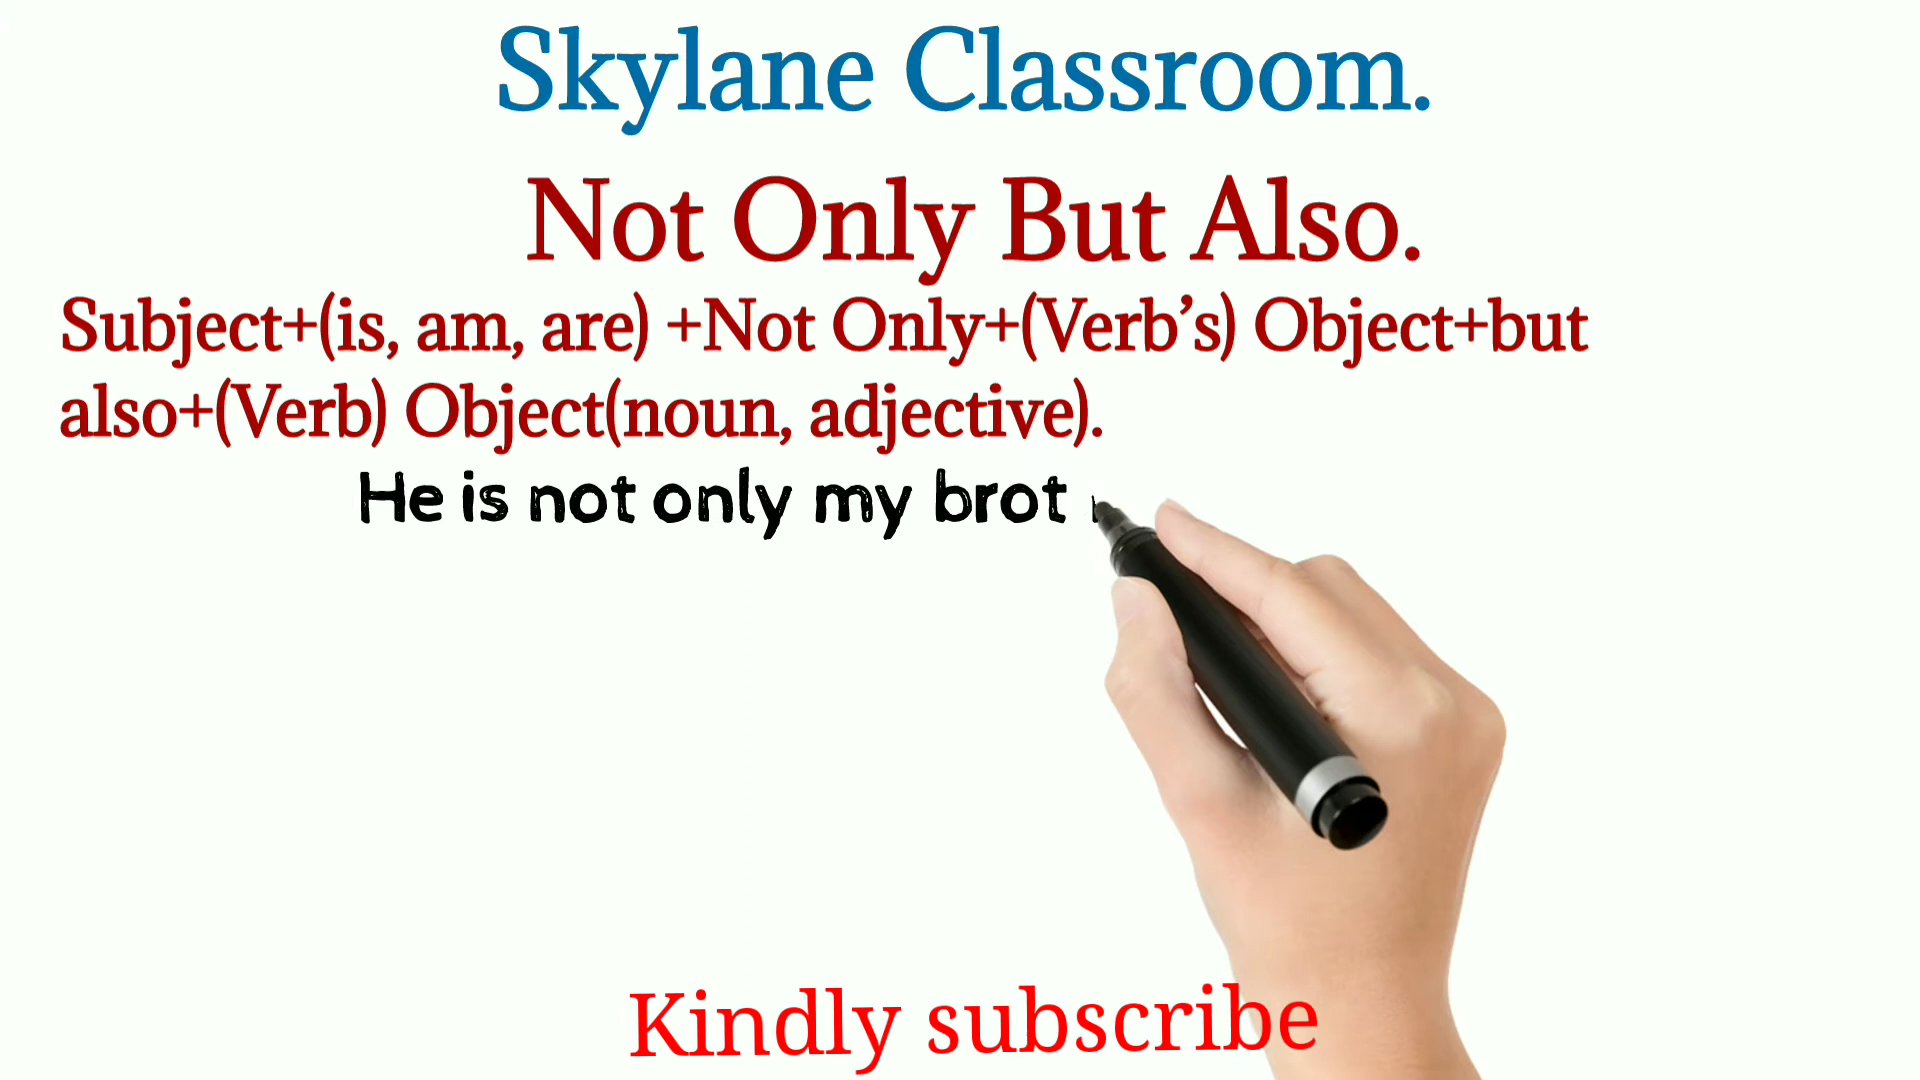 Skylane Classroom.
Not Only But Also.
Subject+(is, am, are) +Not Only+(Verb’s) Object+but
also+(Verb) Object(noun, adjective).
He is not only my brot
Kindly subscribe